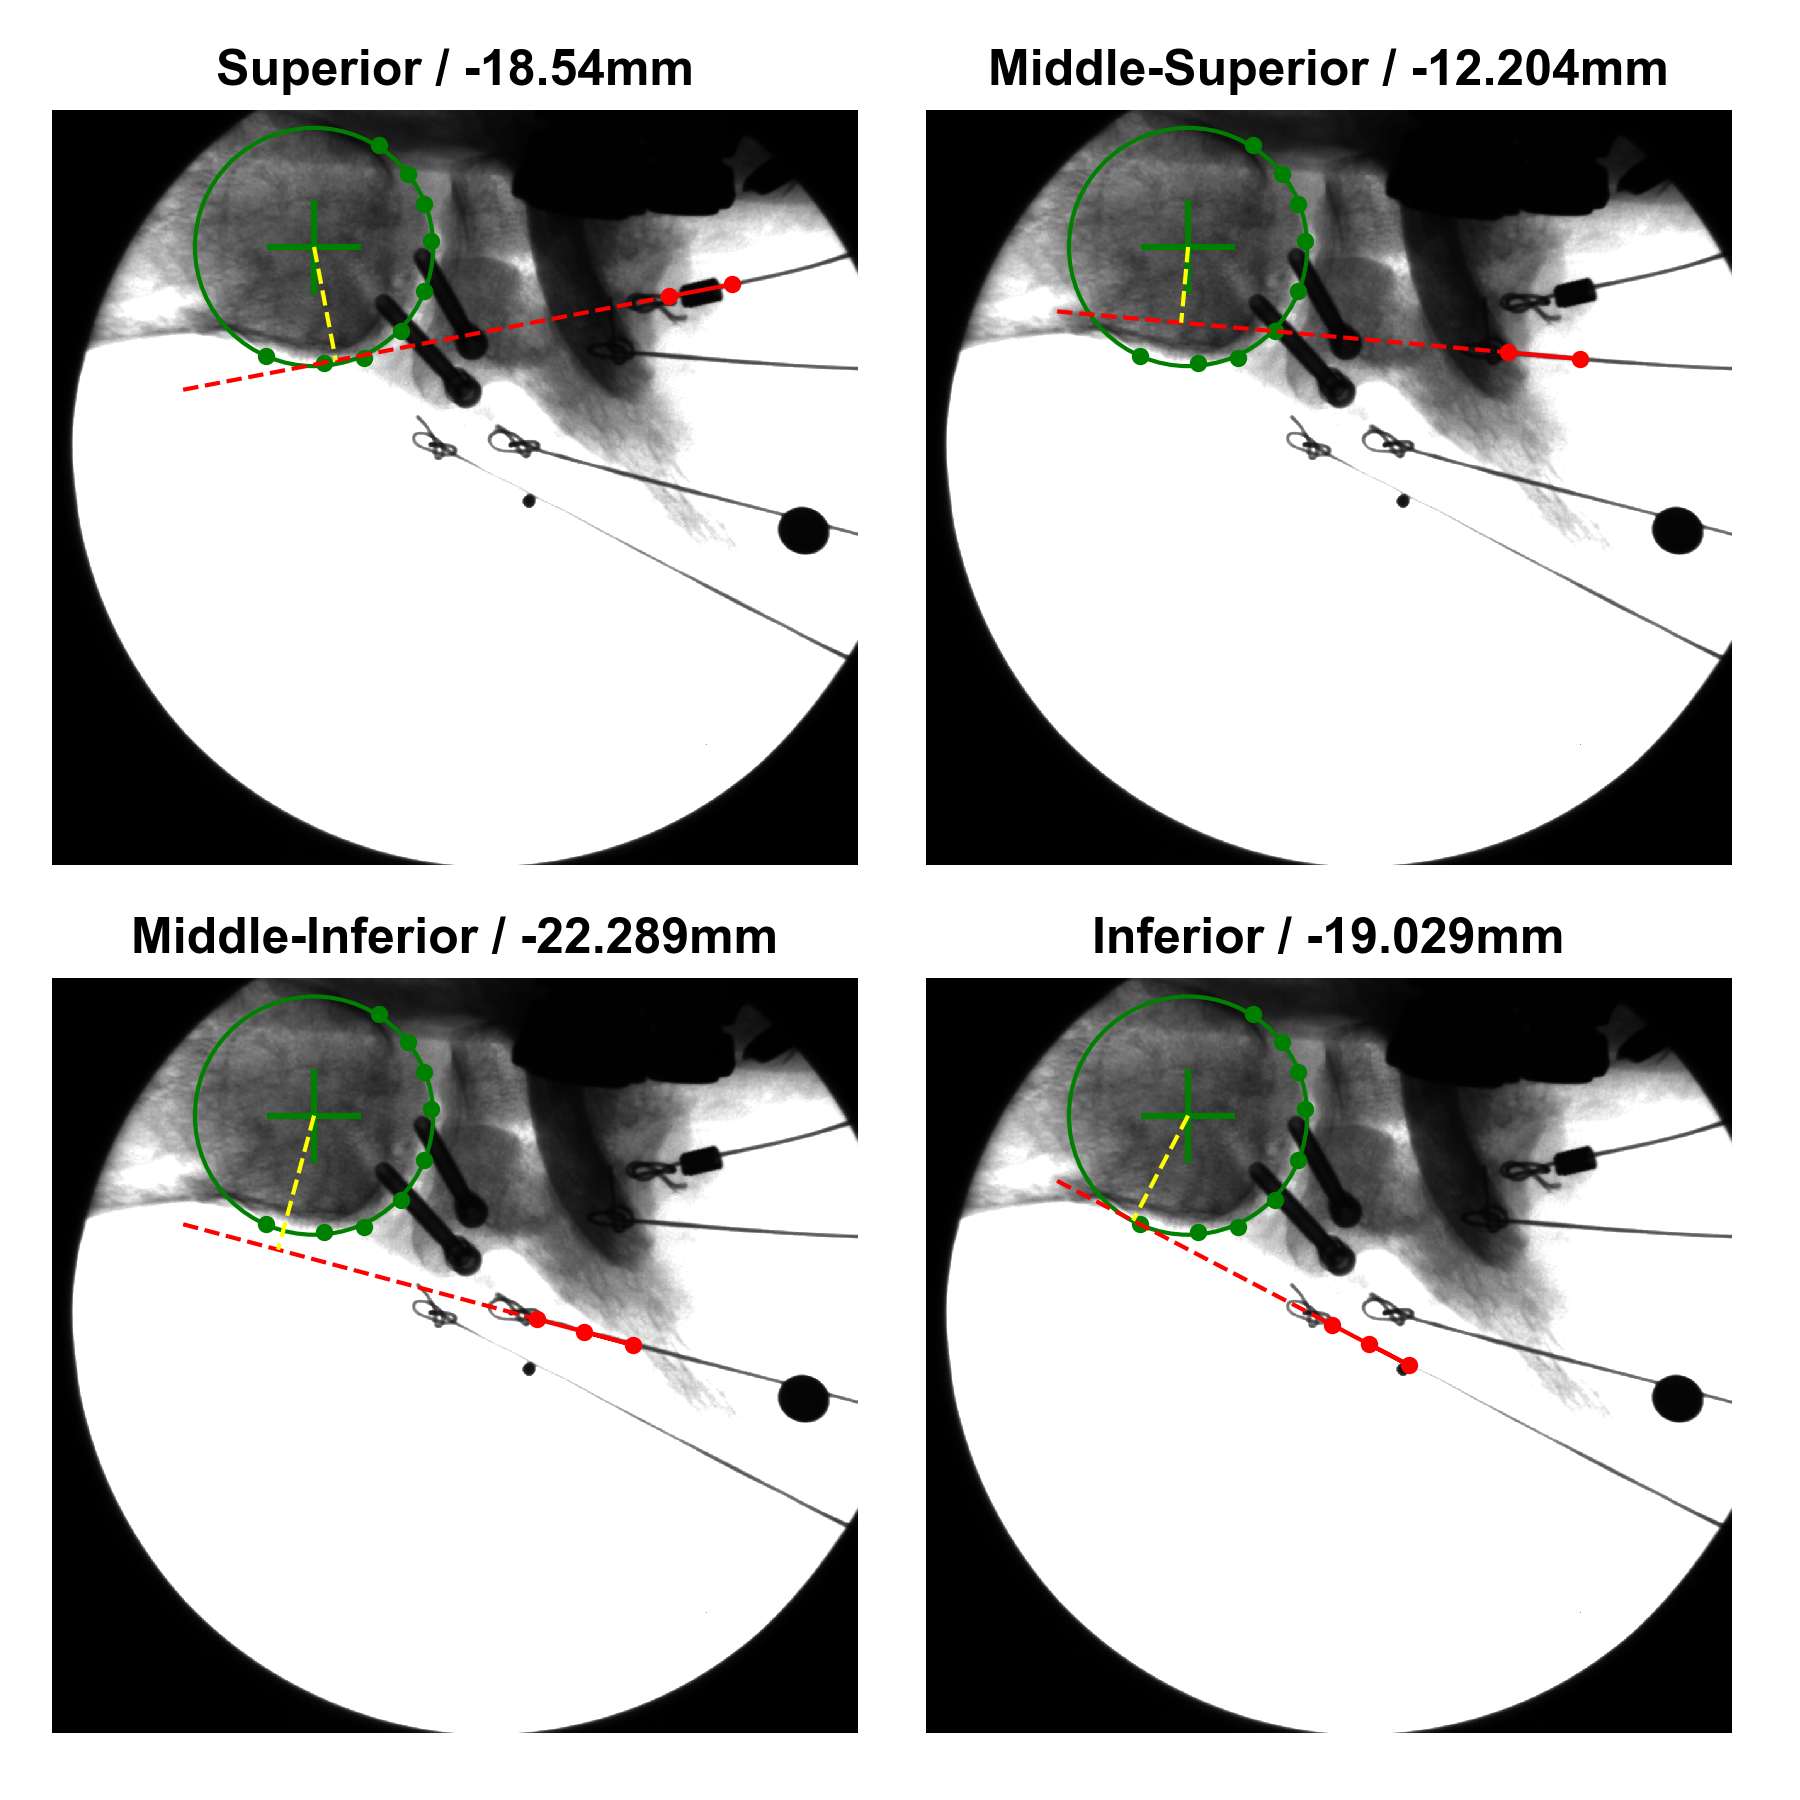 Superior / -18.54mm
Middle-Superior / -12.204mm
Middle-Inferior / -22.289mm
Inferior / -19.029mm